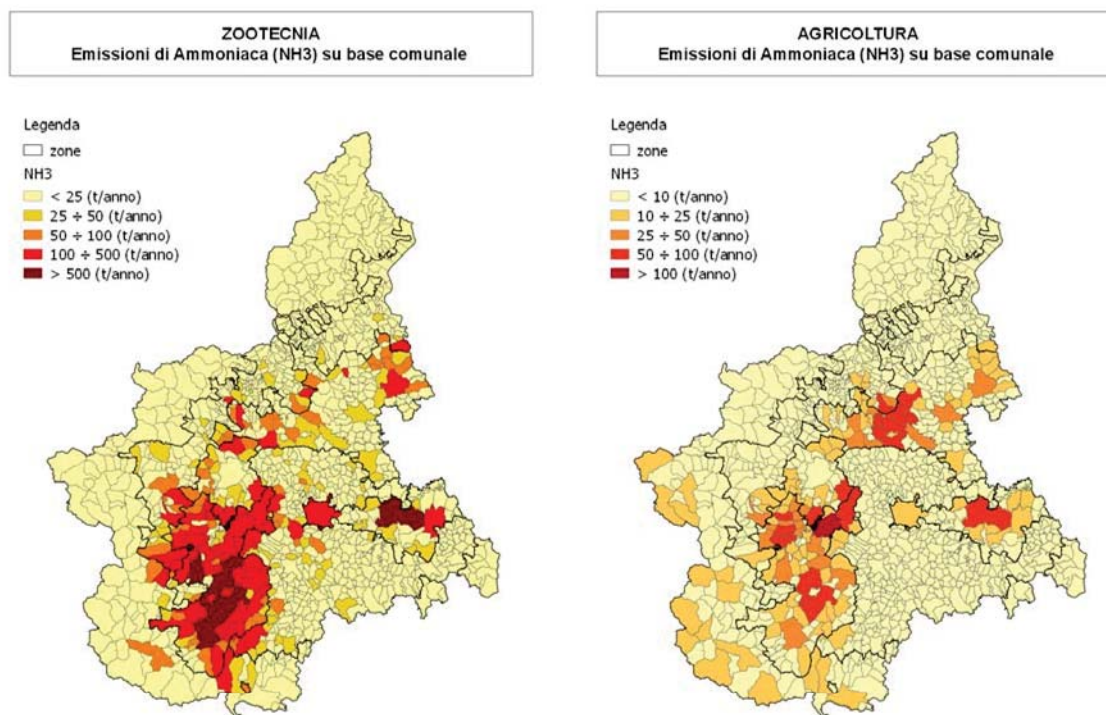 ZOOTECNIA
Emissioni di Ammoniaca (NH3) su base comunale
Legenda
zone
NH3
< 25 (t/anno)
25 ÷ 50 (t/anno)
50 ÷ 100 (t/anno)
100 ÷ 500 (t/anno)
> 500 (t/anno)
AGRICOLTURA
Emissioni di Ammoniaca (NH3) su base comunale
Legenda
zone
NH3
< 10 (t/anno)
10 ÷ 25 (t/anno)
25 ÷ 50 (t/anno)
50 ÷ 100 (t/anno)
> 100 (t/anno)